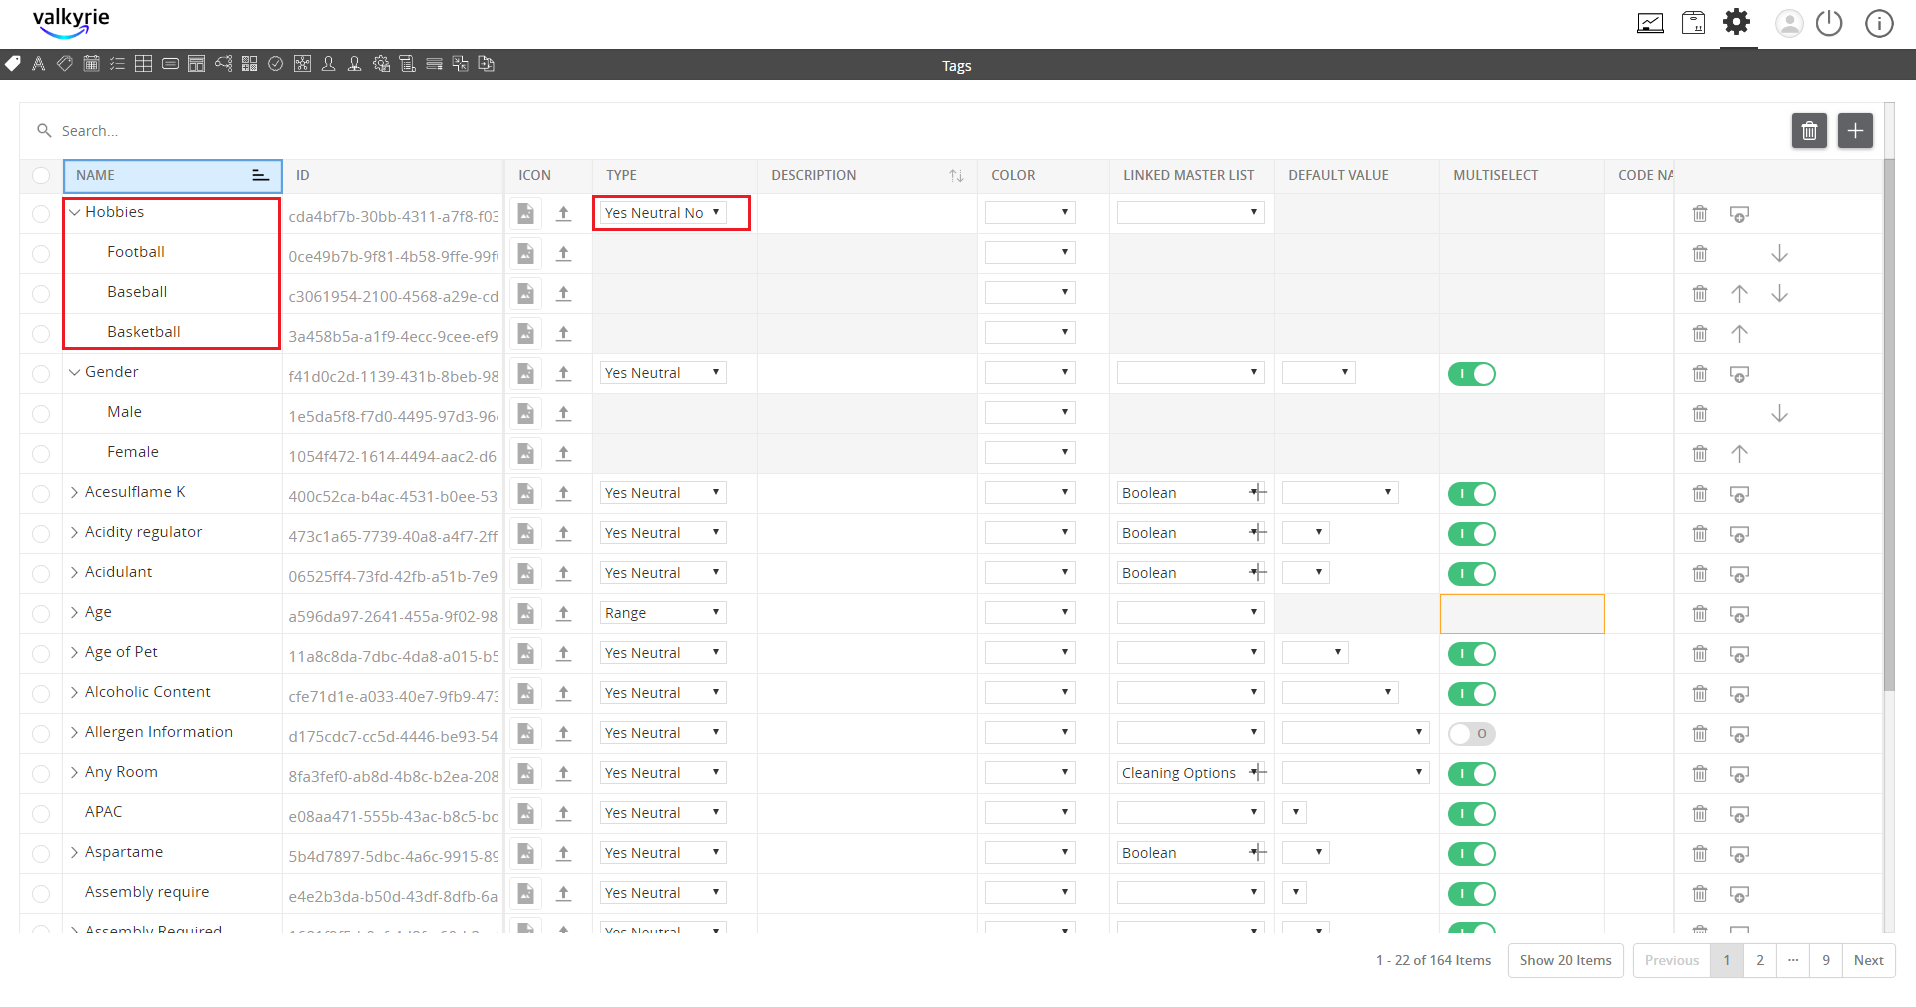 valkyrie
Tags
Search...
NAME ID ICON TYPE DESCRIPTION COLOR LINKED MASTER LIST DEFAULT VALUE MULTISELECT CODE NA
Hobbies cda4bf7b-30bb-4311-a7f8-f03 Yes Neutral No
Football 0ce49b7b-9f81-4b58-9ffe-99f
Baseball c3061954-2100-4568-a29e-cd
Basketball 3a458b5a-a1f9-4ecc-9cee-ef9
Gender f41d0c2d-1139-431b-8beb-98 Yes Neutral I
Male 1e5da5f8-f7d0-4495-97d3-96
Female 1054f472-1614-4494-aac2-d6
Acesulflame K 400c52ca-b4ac-4531-b0ee-53 Yes Neutral Boolean I
Acidity regulator 473c1a65-7739-40a8-a4f7-2ff Yes Neutral Boolean I
Acidulant 06525ff4-73fd-42fb-a51b-7e9 Yes Neutral Boolean I
Age a596da97-2641-455a-9f02-98 Range
Age of Pet 11a8c8da-7dbc-4da8-a015-b5 Yes Neutral I
Alcoholic Content cfe71d1e-a033-40e7-9fb9-473 Yes Neutral I
Allergen Information d175cdc7-cc5d-4446-be93-54 Yes Neutral O
Any Room 8fa3fef0-ab8d-4b8c-b2ea-208 Yes Neutral Cleaning Options I
APAC e08aa471-555b-43ac-b8c5-bc Yes Neutral I
Aspartame 5b4d7897-5dbc-4a6c-9915-89 Yes Neutral Boolean I
Assembly require e4e2b3da-b50d-43df-8dfb-6a Yes Neutral I
Assembly Required Yes Neutral
1 - 22 of 164 Items Show 20 Items Previous 1 2 ... 9 Next